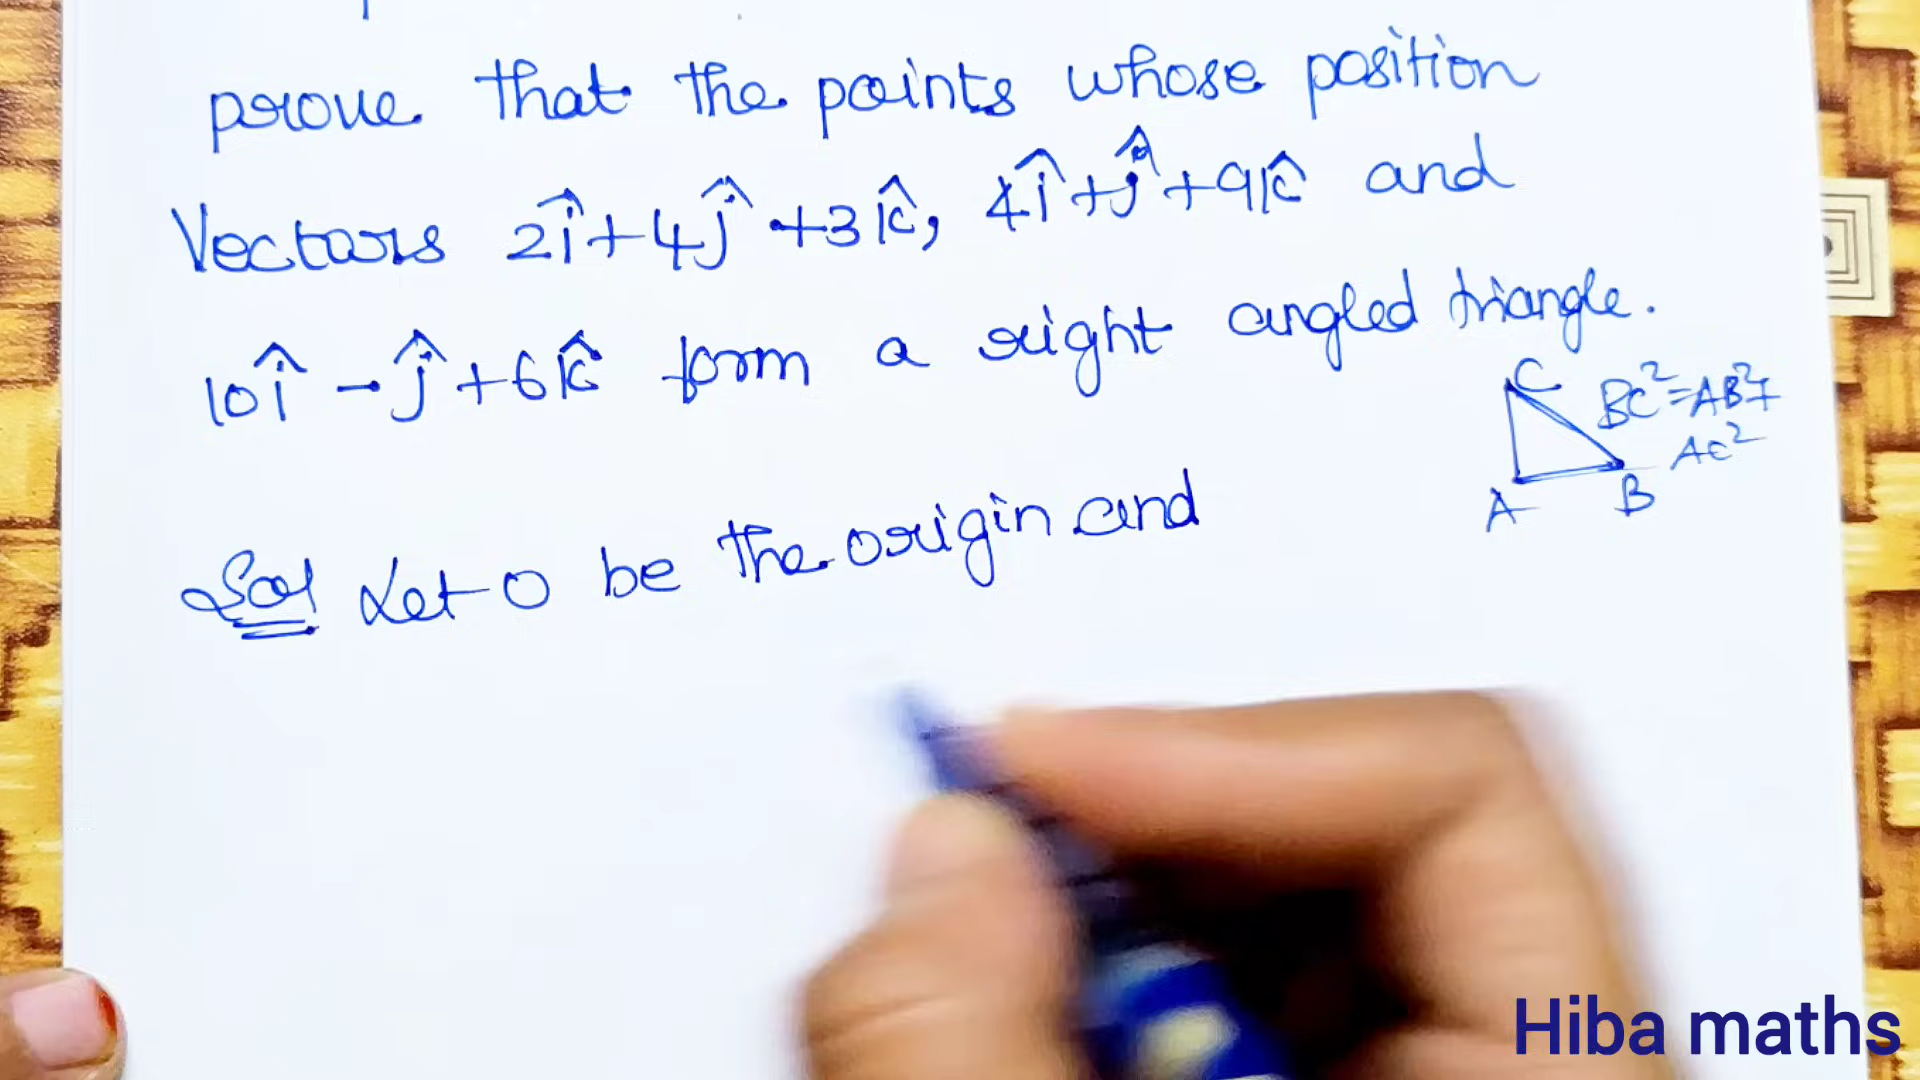 prove that the points whose position
Vectors 2î+4ĵ+3k̂, 4î+ĵ+9k̂ and
10î-ĵ+6k̂ form a right angled triangle.
C
BC²=AB²+
AC²
A
B
Sol Let O be the origin and
Hiba maths